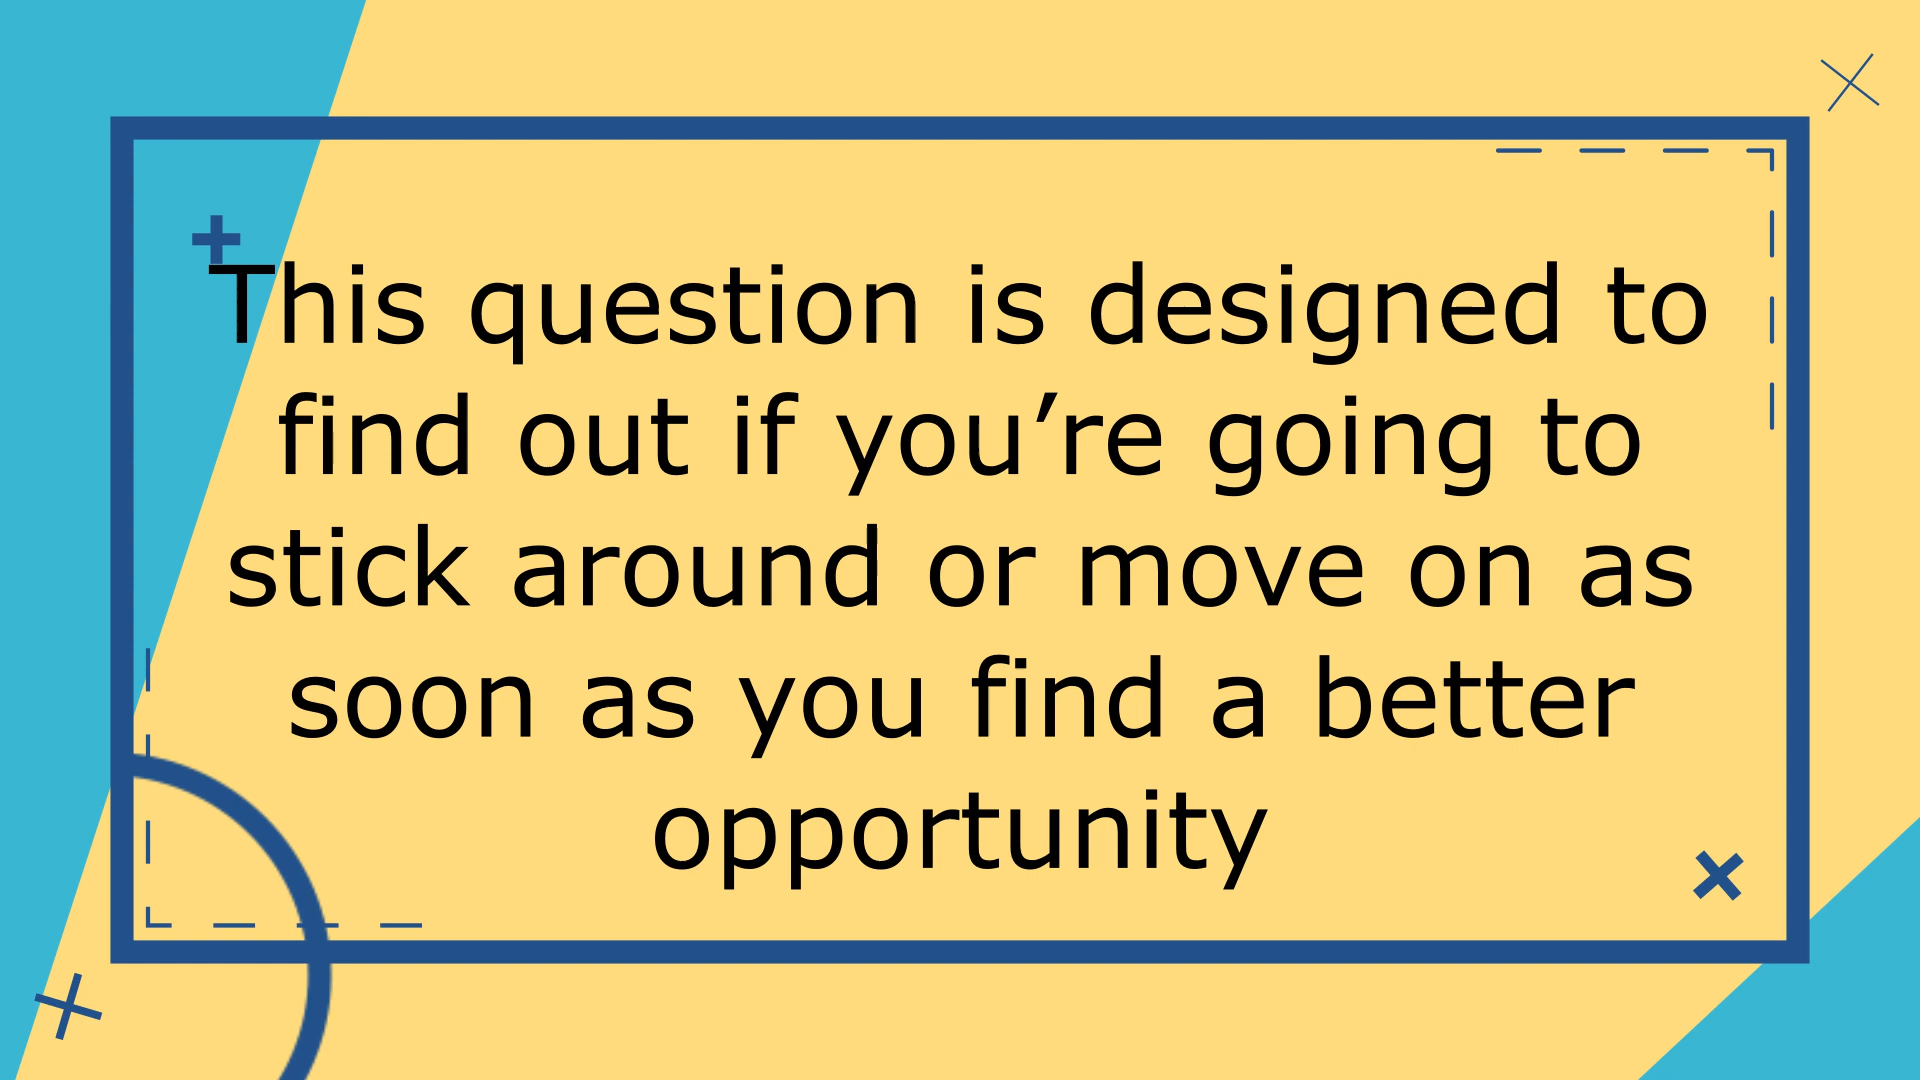 This question is designed to
find out if you’re going to
stick around or move on as
soon as you find a better
opportunity